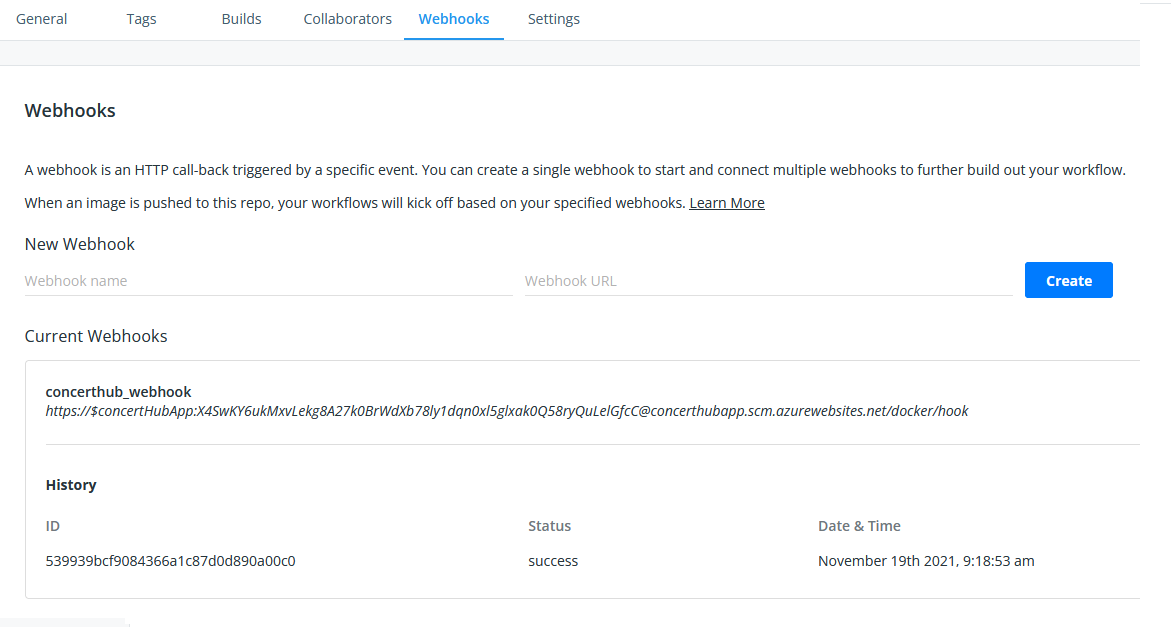 General Tags Builds Collaborators Webhooks Settings
Webhooks
A webhook is an HTTP call-back triggered by a specific event. You can create a single webhook to start and connect multiple webhooks to further build out your workflow.
When an image is pushed to this repo, your workflows will kick off based on your specified webhooks. Learn More
New Webhook
Webhook name Webhook URL Create
Current Webhooks
concerthub_webhook
https://$concertHubApp:X4SwKY6ukMxvLekg8A27k0BrWdXb78ly1dqn0xl5glxak0Q58ryQuLelGfcC@concerthubapp.scm.azurewebsites.net/docker/hook
History
ID Status Date & Time
539939bcf9084366a1c87d0d890a00c0 success November 19th 2021, 9:18:53 am